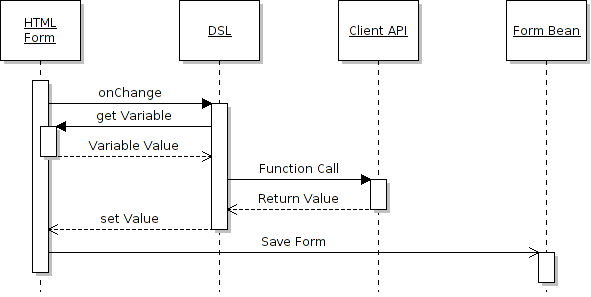 HTML
Form
DSL
Client API
Form Bean
onChange
get Variable
Variable Value
Function Call
Return Value
set Value
Save Form